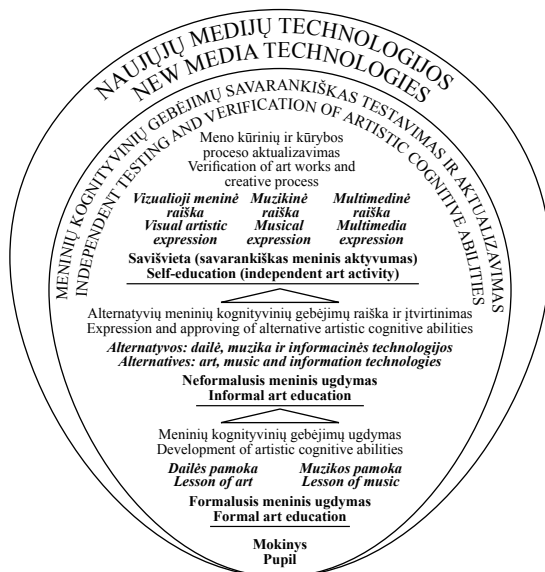 NAUJŲJŲ MEDIJŲ TECHNOLOGIJOS
NEW MEDIA TECHNOLOGIES
MENINIŲ KOGNITYVINIŲ GEBĖJIMŲ SAVARANKIŠKAS TESTAVIMAS IR AKTUALIZAVIMAS
INDEPENDENT TESTING AND VERIFICATION OF ARTISTIC COGNITIVE ABILITIES
Meno kūrinių ir kūrybos
proceso aktualizavimas
Verification of art works and
creative process
Vizualioji meninė Muzikinė Multimedinė
raiška raiška raiška
Visual artistic Musical Multimedia
expression expression expression
Savišvieta (savarankiškas meninis aktyvumas)
Self-education (independent art activity)
Alternatyvių meninių kognityvinių gebėjimų raiška ir įtvirtinimas
Expression and approving of alternative artistic cognitive abilities
Alternatyvos: dailė, muzika ir informacinės technologijos
Alternatives: art, music and information technologies
Neformalusis meninis ugdymas
Informal art education
Meninių kognityvinių gebėjimų ugdymas
Development of artistic cognitive abilities
Dailės pamoka Muzikos pamoka
Lesson of art Lesson of music
Formalusis meninis ugdymas
Formal art education
Mokinys
Pupil